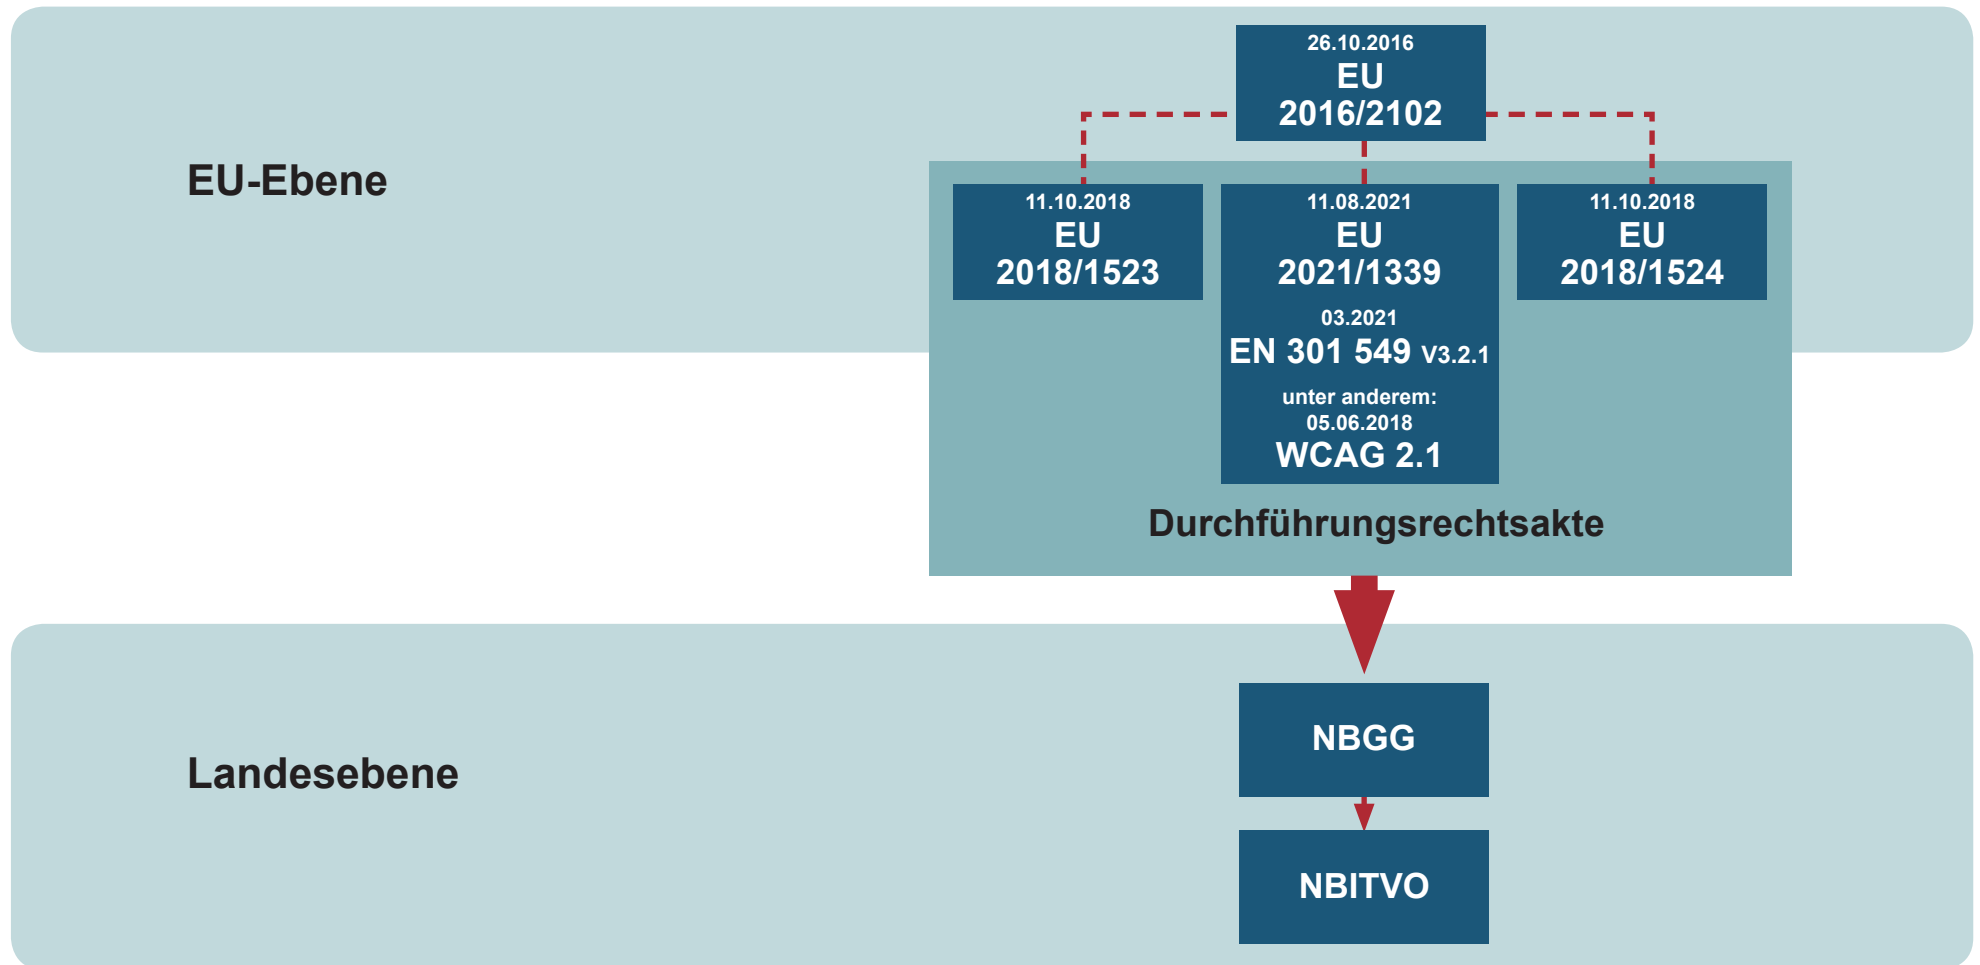 EU-Ebene
26.10.2016
EU
2016/2102
11.10.2018
EU
2018/1523
11.08.2021
EU
2021/1339
03.2021
EN 301 549 V3.2.1
unter anderem:
05.06.2018
WCAG 2.1
11.10.2018
EU
2018/1524
Durchführungsrechtsakte
Landesebene
NBGG
NBITVO